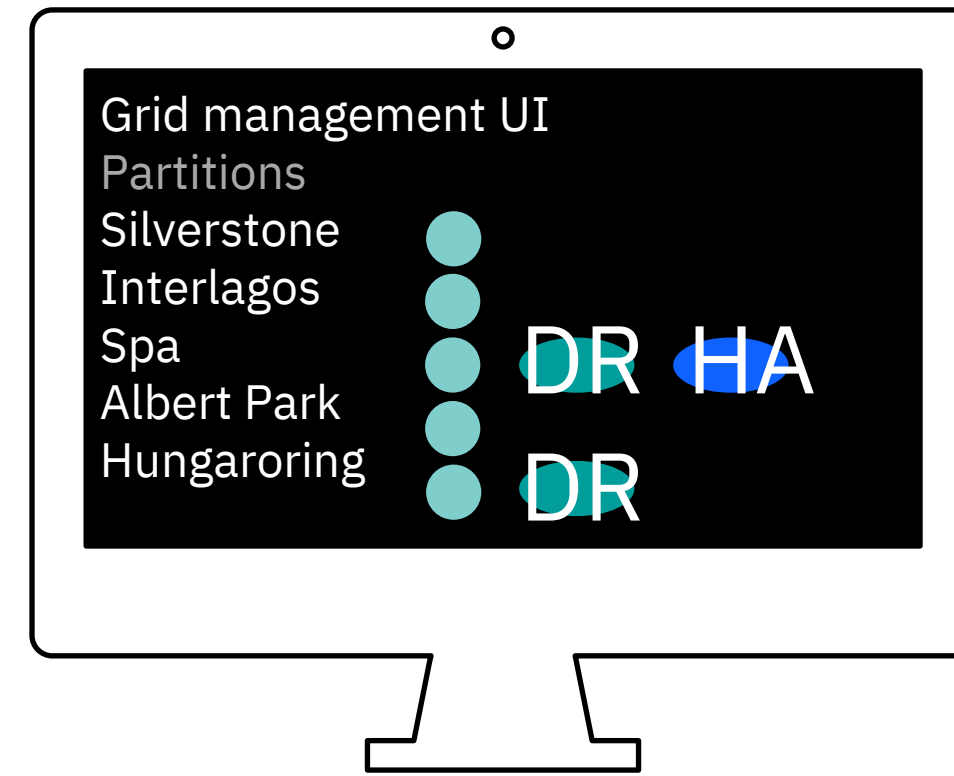 Grid management UI
Partitions
Silverstone
Interlagos
Spa DR HA
Albert Park
Hungaroring DR